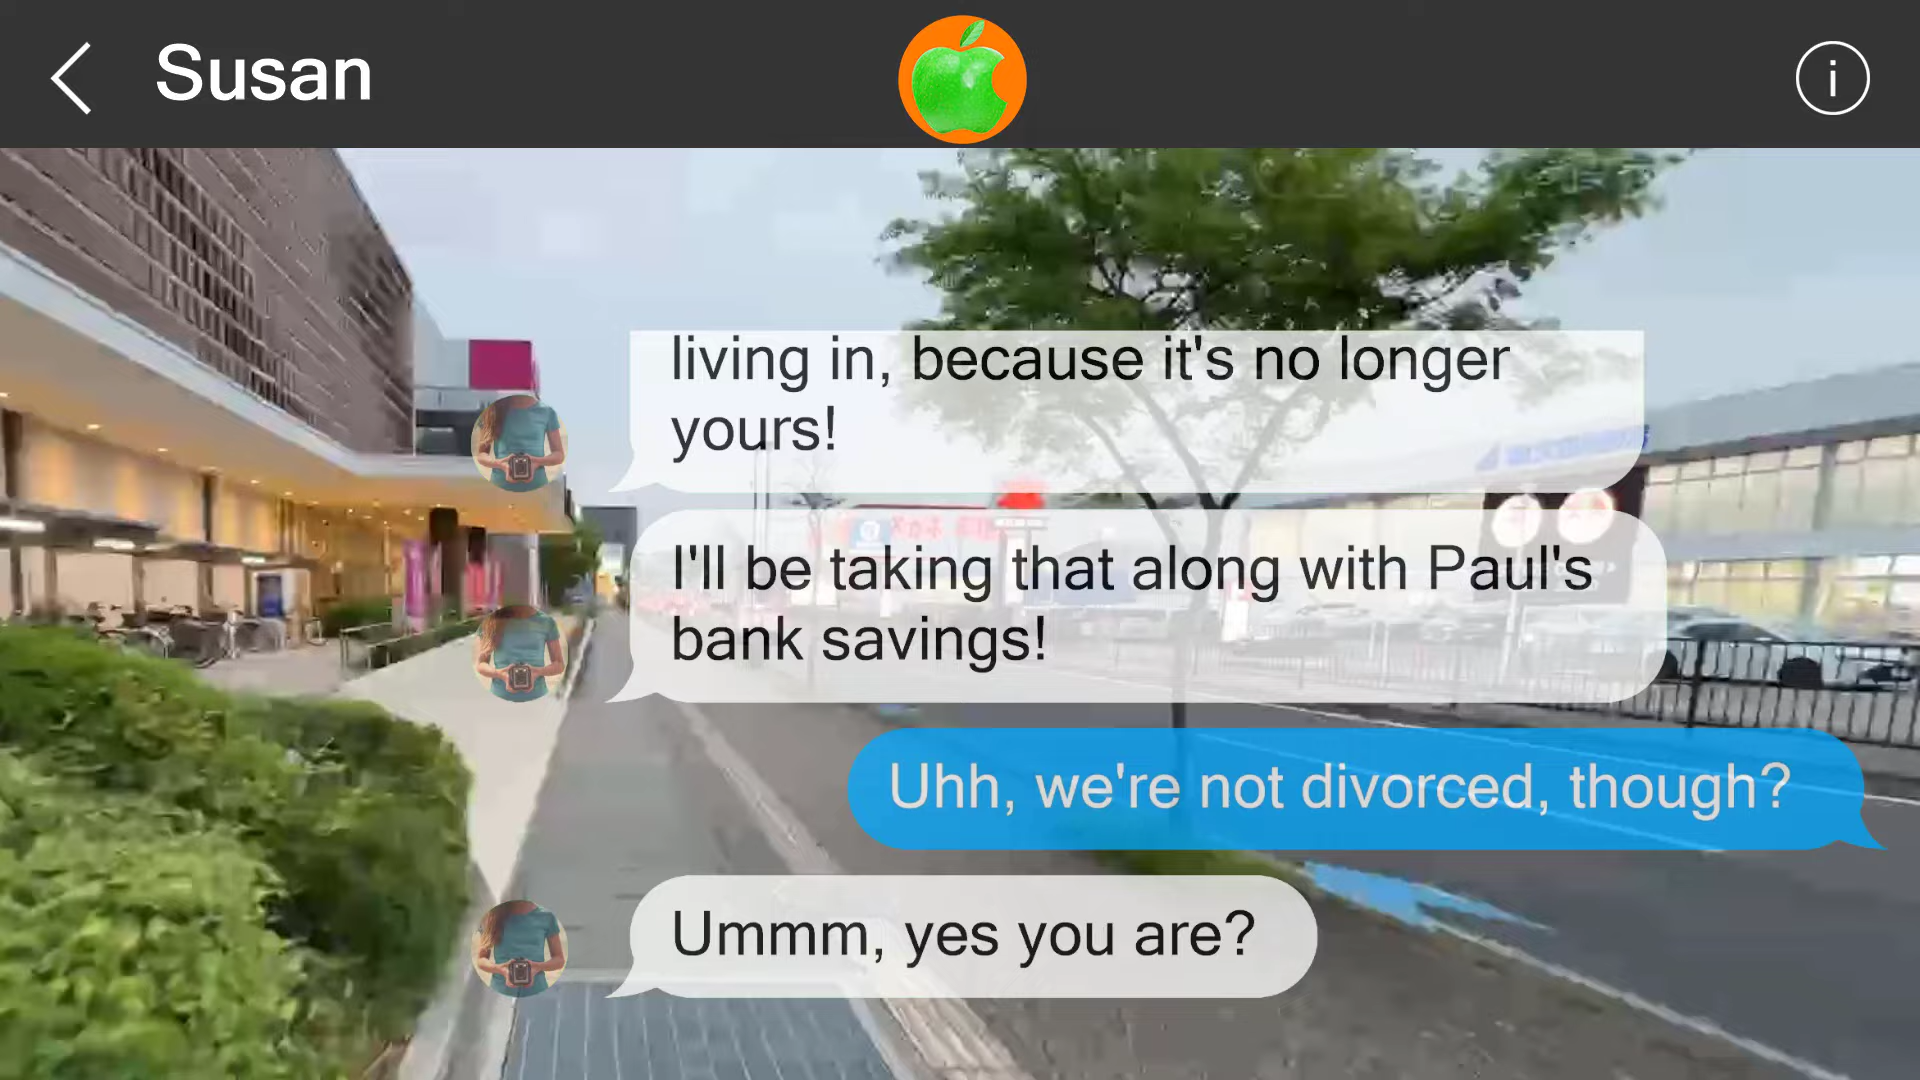 Susan
i
living in, because it's no longer
yours!
I'll be taking that along with Paul's
bank savings!
Uhh, we're not divorced, though?
Ummm, yes you are?